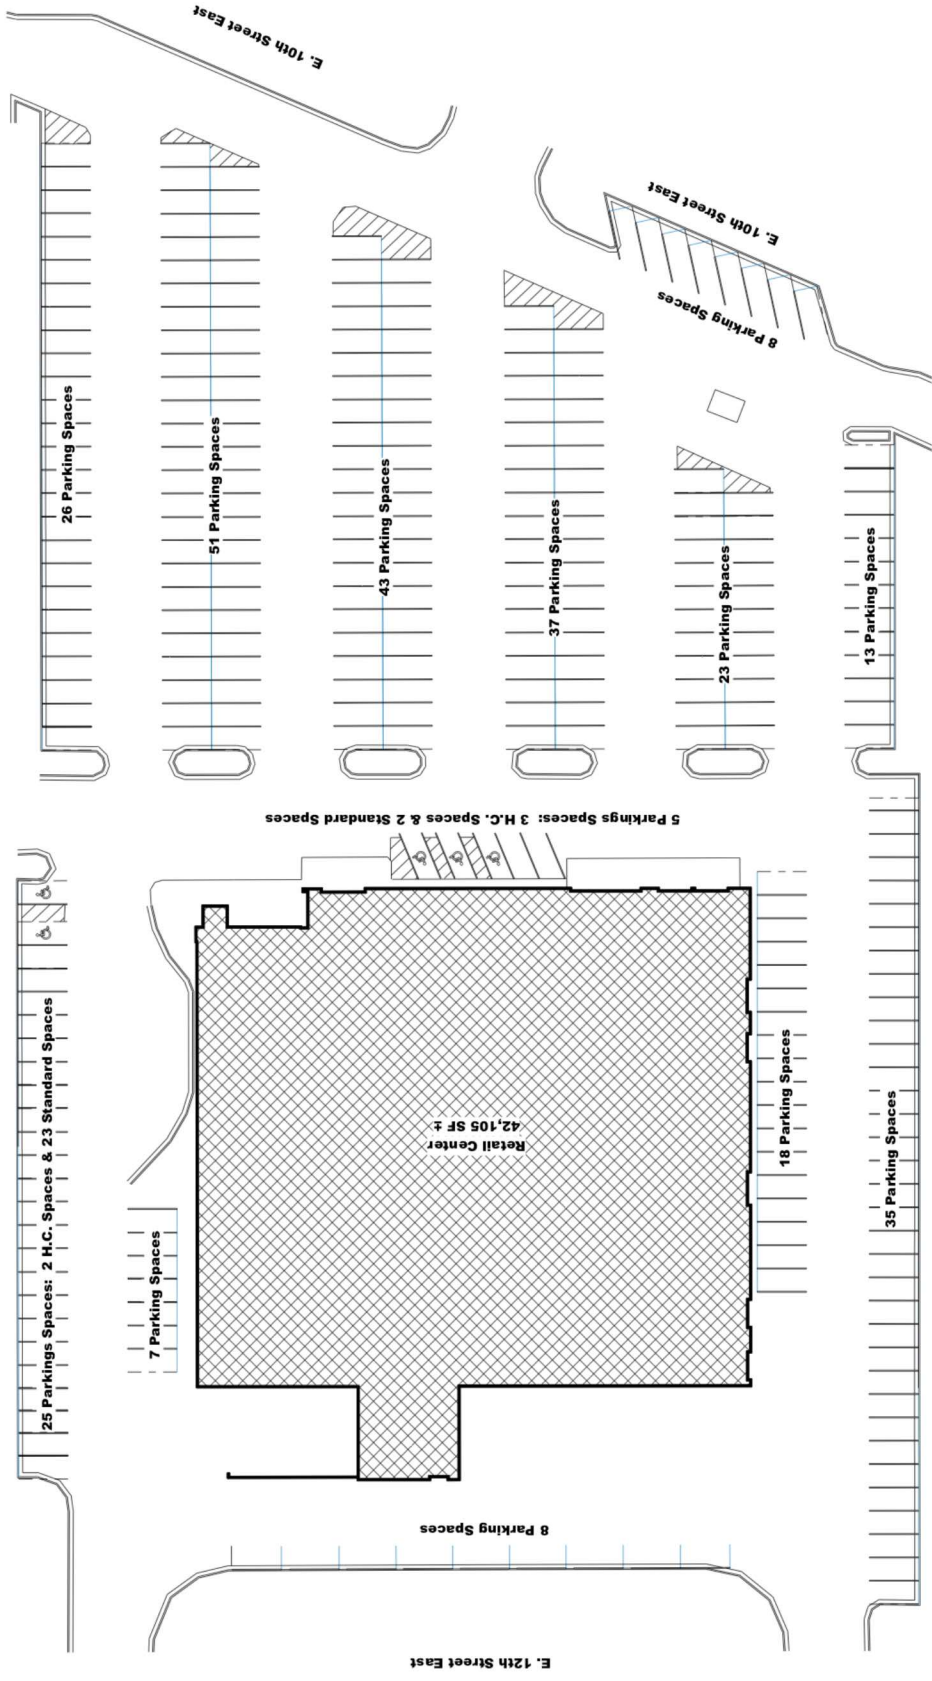 E. 10th Street East
E. 10th Street East
8 Parking Spaces
26 Parking Spaces
51 Parking Spaces
43 Parking Spaces
37 Parking Spaces
23 Parking Spaces
13 Parking Spaces
5 Parkings Spaces: 3 H.C. Spaces & 2 Standard Spaces
25 Parkings Spaces: 2 H.C. Spaces & 23 Standard Spaces
7 Parking Spaces
Retail Center
42,105 SF ±
18 Parking Spaces
35 Parking Spaces
8 Parking Spaces
E. 12th Street East